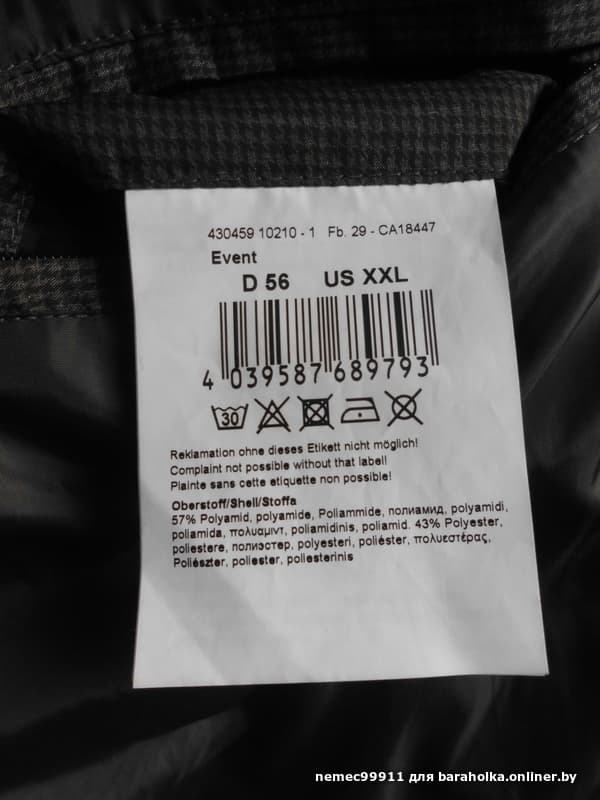 430459 10210 - 1 Fb. 29 - CA18447
Event
D 56 US XXL
4 039587 689793
30
Reklamation ohne dieses Etikett nicht möglich!
Complaint not possible without that label!
Plainte sans cette etiquette non possible!
Oberstoff/Shell/Stoffa
57% Polyamid, polyamide, Poliammide, полиамид, polyamidi,
poliamida, πολυαμιντ, poliamidinis, poliamid. 43% Polyester,
poliestere, полиэстер, polyesteri, poliéster, πολυεστέρας,
Poliészter, poliester, poliesterinis
nemec99911 для baraholka.onliner.by